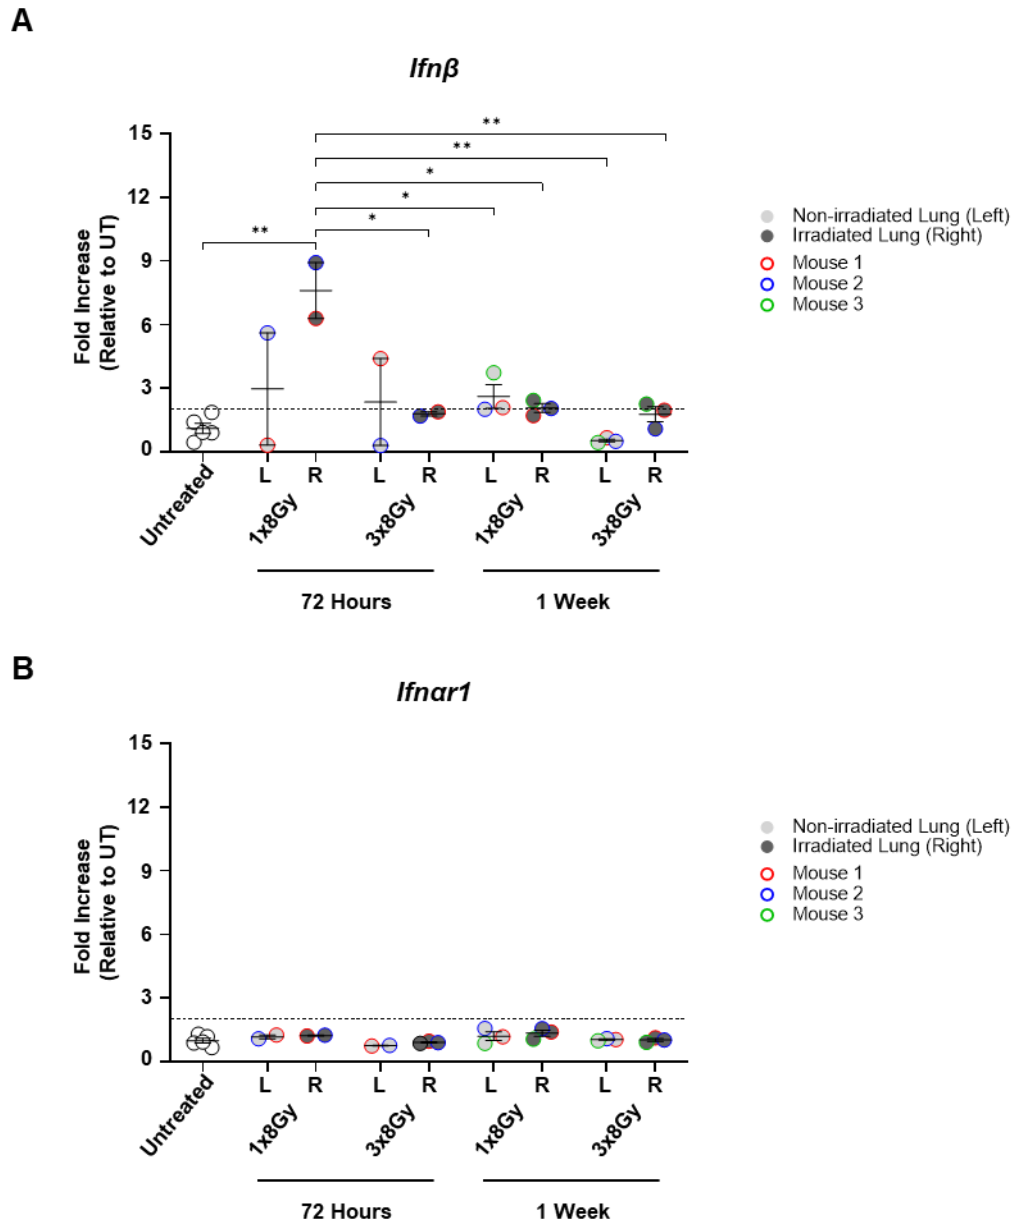 A
Ifnβ
Fold Increase
(Relative to UT)
15
12
9
6
3
0
**
**
**
*
*
*
Non-irradiated Lung (Left)
Irradiated Lung (Right)
Mouse 1
Mouse 2
Mouse 3
L R L R L R L R
Untreated 1x8Gy 3x8Gy 1x8Gy 3x8Gy
72 Hours 1 Week
B
Ifnαr1
Fold Increase
(Relative to UT)
15
12
9
6
3
0
Non-irradiated Lung (Left)
Irradiated Lung (Right)
Mouse 1
Mouse 2
Mouse 3
L R L R L R L R
Untreated 1x8Gy 3x8Gy 1x8Gy 3x8Gy
72 Hours 1 Week